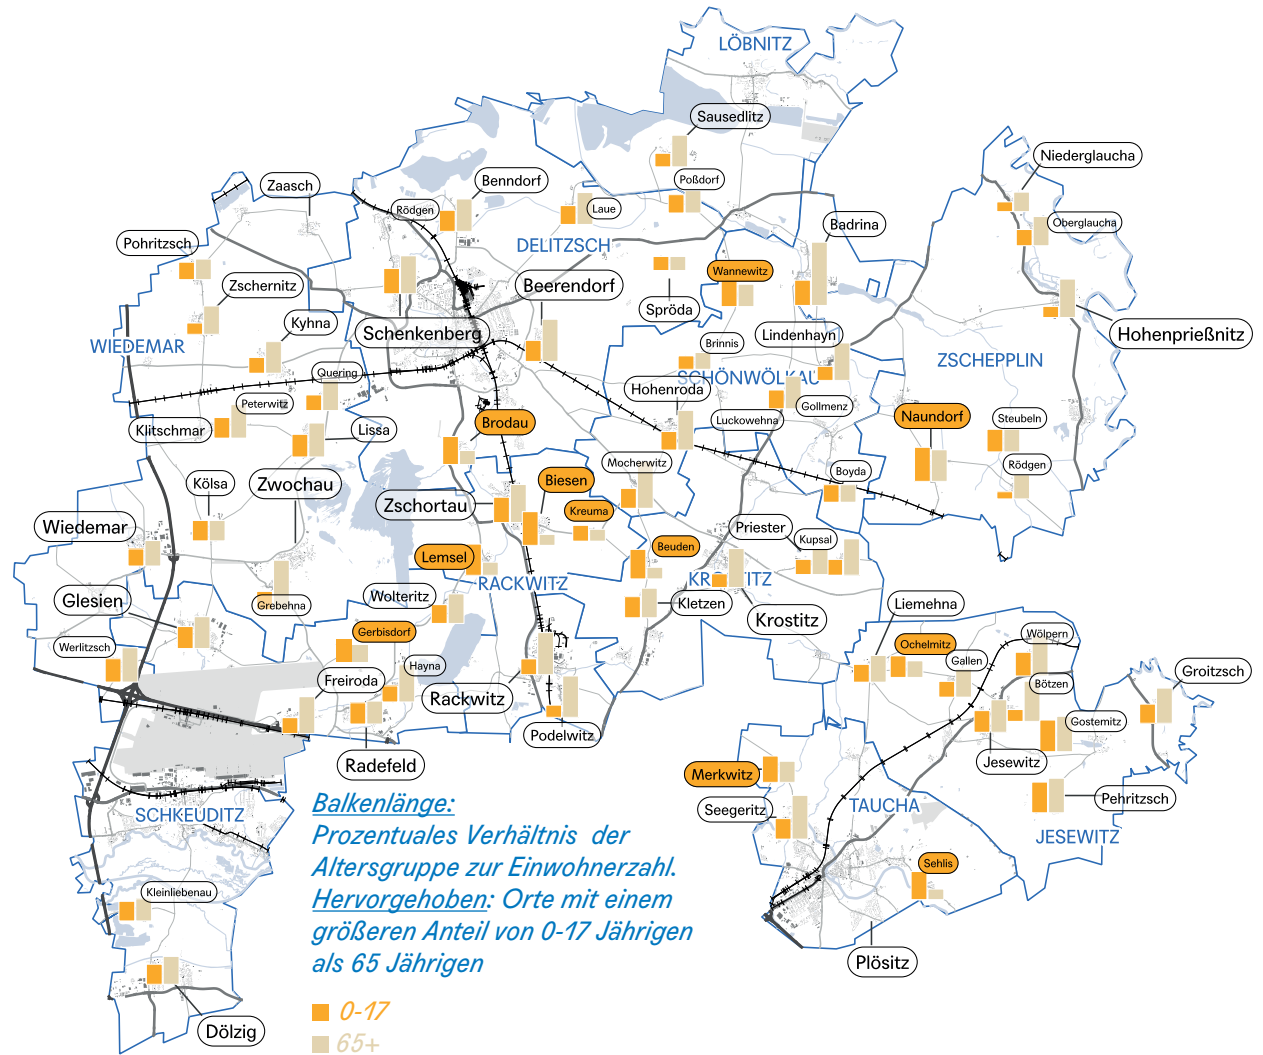 LÖBNITZ
Sausedlitz
Niederglaucha
Poßdorf
Benndorf
Zaasch
Rödgen
Laue
Oberglaucha
Badrina
Pohritzsch
DELITZSCH
Wannewitz
Zschernitz
Beerendorf
Spröda
Kyhna
Schenkenberg
Lindenhayn
Hohenprießnitz
WIEDEMAR
Brinnis
ZSCHEPPLIN
Quering
SCHÖNWÖLKAU
Hohenroda
Peterwitz
Gollmenz
Naundorf
Steubeln
Klitschmar
Lissa
Brodau
Luckowehna
Mocherwitz
Rödgen
Boyda
Kölsa
Zwochau
Biesen
Zschortau
Kreuma
Wiedemar
Priester
Kupsal
Beuden
Lemsel
RACKWITZ
KROSTITZ
Glesien
Grebehna
Wolteritz
Kletzen
Krostitz
Liemehna
Gerbisdorf
Wölpern
Ochelmitz
Werlitzsch
Hayna
Gallen
Groitzsch
Freiroda
Rackwitz
Bötzen
Gostemitz
Podelwitz
Radefeld
Jesewitz
Merkwitz
Pehritzsch
Seegeritz
TAUCHA
SCHKEUDITZ
JESEWITZ
Balkenlänge:
Prozentuales Verhältnis der
Altersgruppe zur Einwohnerzahl.
Hervorgehoben: Orte mit einem
größeren Anteil von 0-17 Jährigen
als 65 Jährigen
Sehlis
Kleinliebenau
Plösitz
0-17
Dölzig
65+